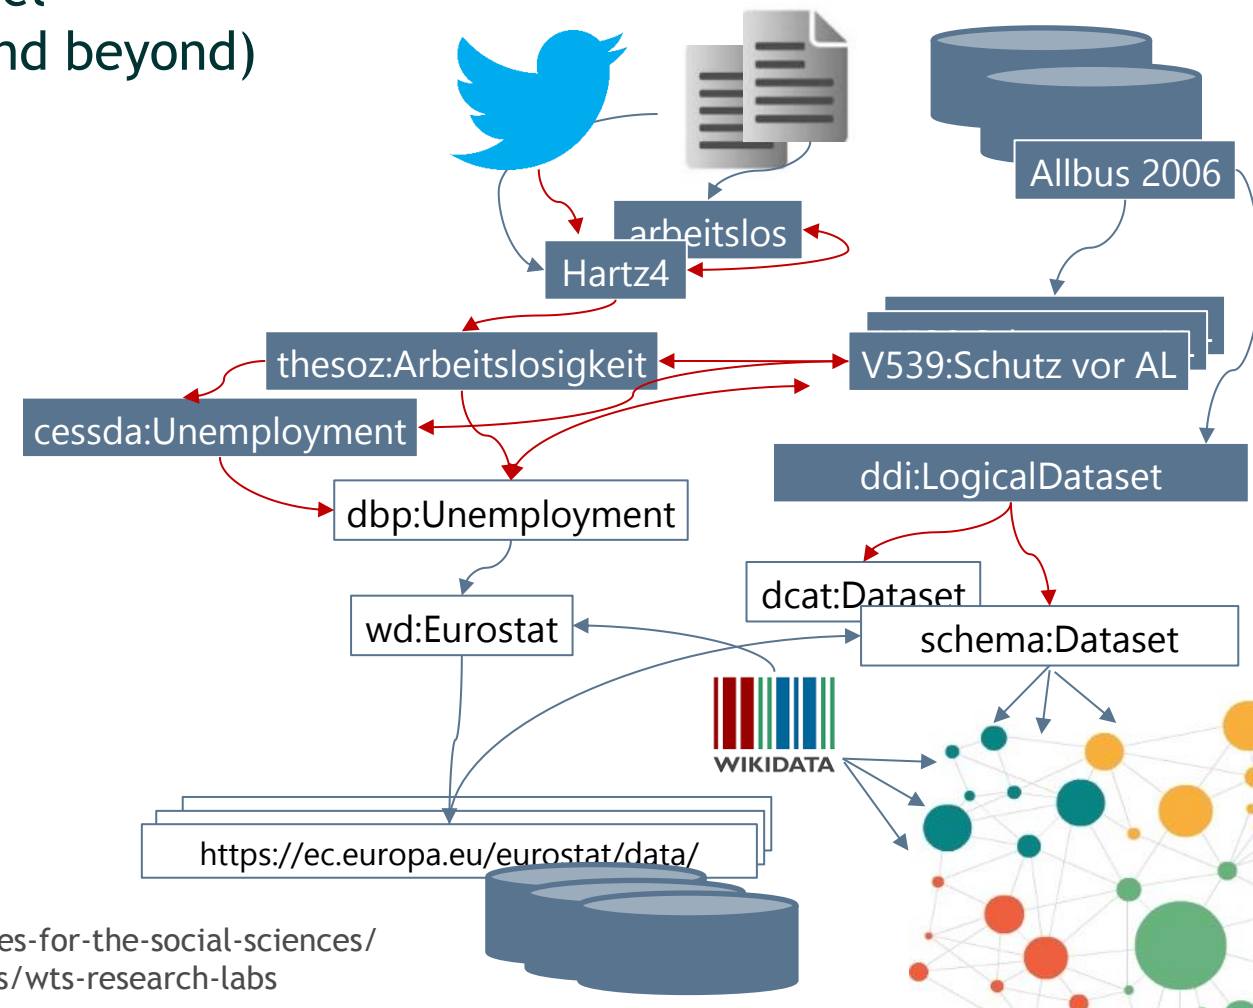 nd beyond)
Allbus 2006
arbeitslos
Hartz4
thesoz:Arbeitslosigkeit
V539:Schutz vor AL
cessda:Unemployment
ddi:LogicalDataset
dbp:Unemployment
dcat:Dataset
wd:Eurostat
schema:Dataset
WIKIDATA
https://ec.europa.eu/eurostat/data/
es-for-the-social-sciences/
s/wts-research-labs